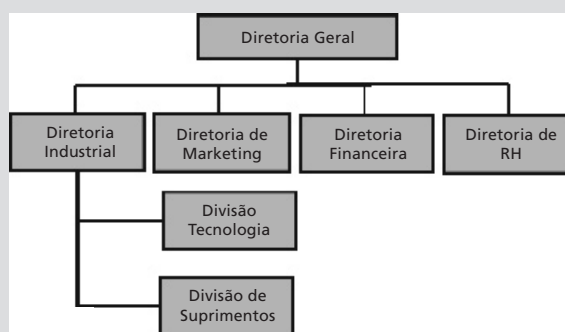 Diretoria Geral
Diretoria
Industrial
Diretoria de
Marketing
Diretoria
Financeira
Diretoria de
RH
Divisão
Tecnologia
Divisão de
Suprimentos